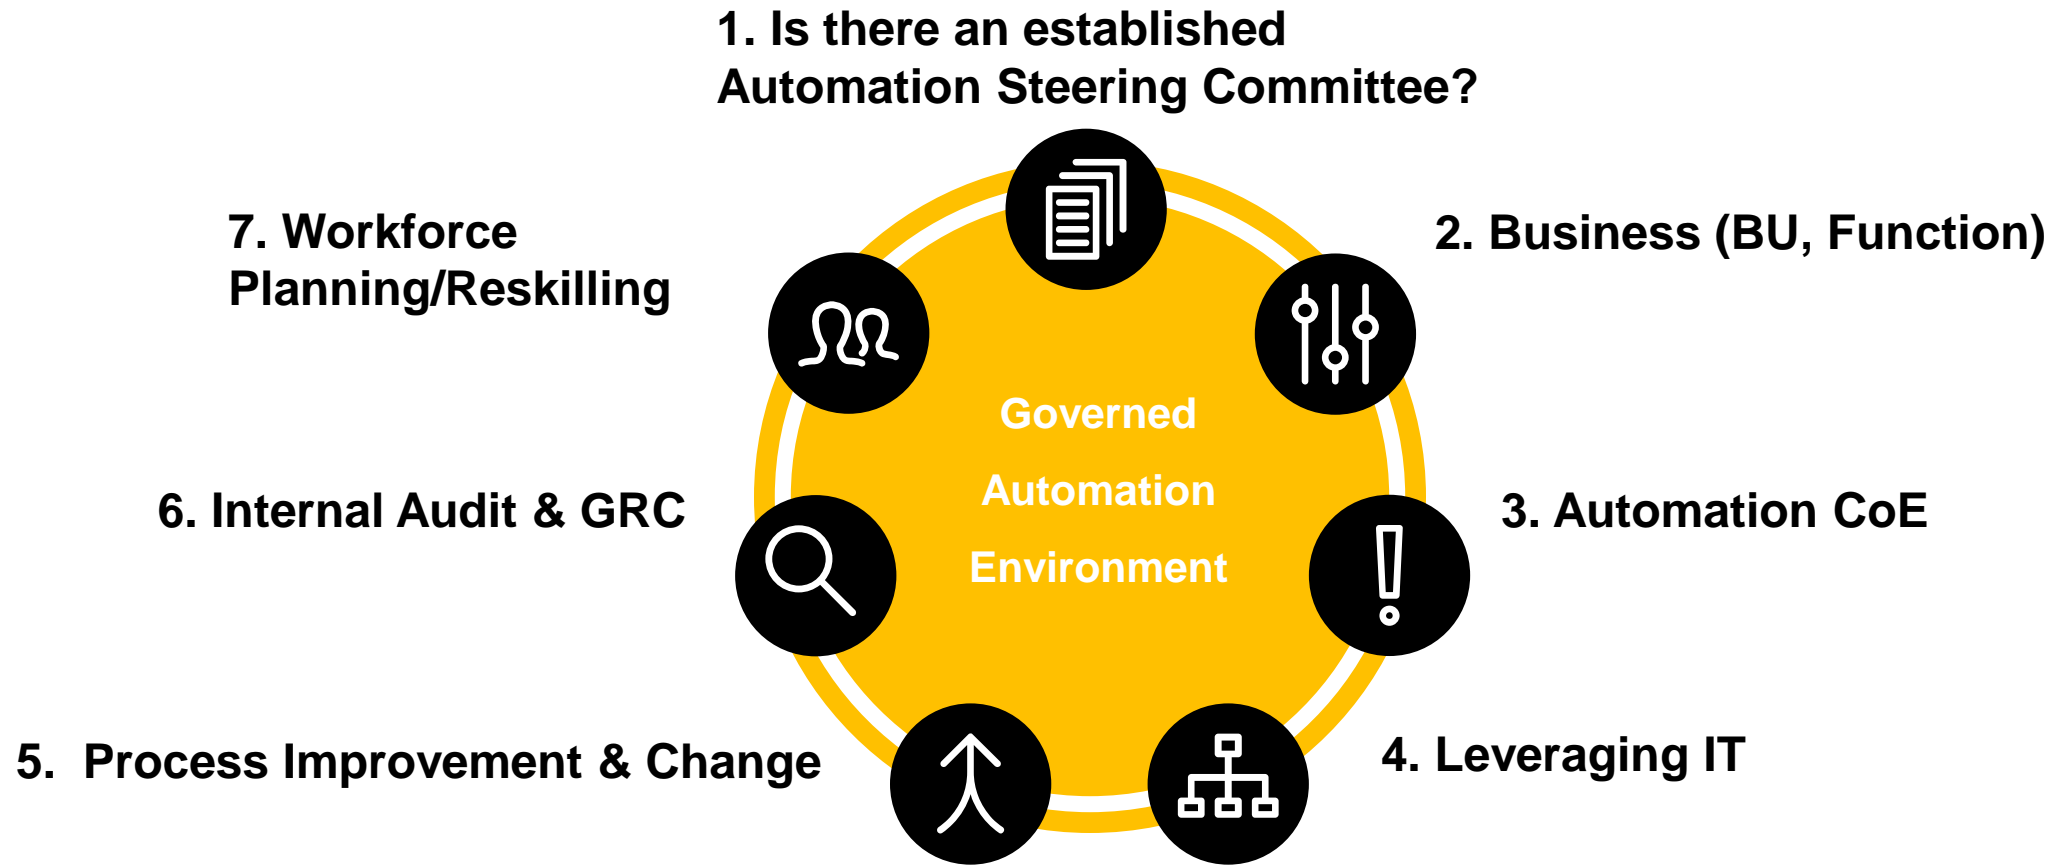 1. Is there an established
Automation Steering Committee?
2. Business (BU, Function)
3. Automation CoE
4. Leveraging IT
5.  Process Improvement & Change
6. Internal Audit & GRC
7. Workforce
Planning/Reskilling
Governed
Automation
Environment